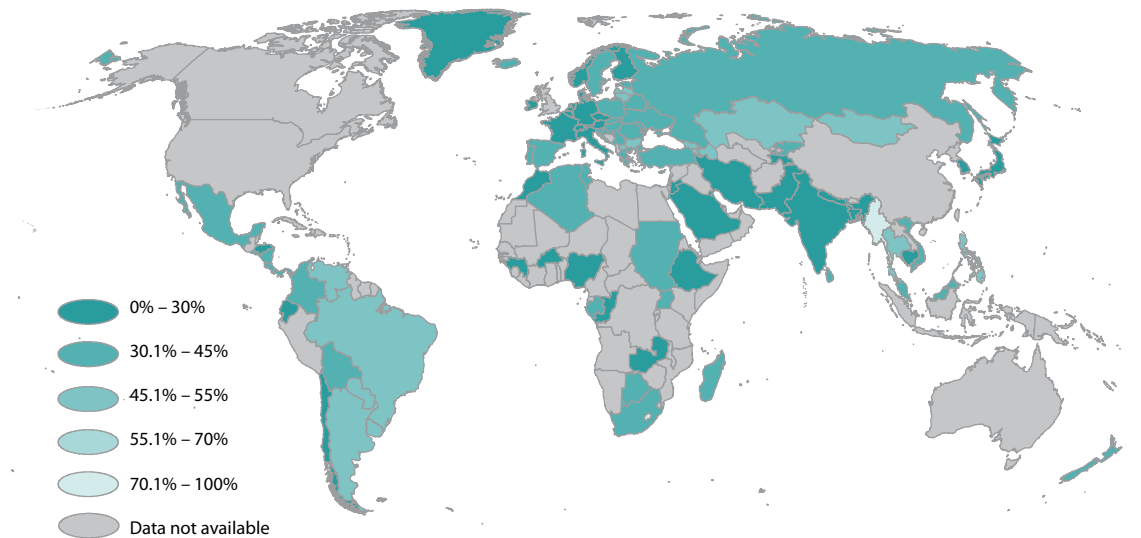 0% – 30%
30.1% – 45%
45.1% – 55%
55.1% – 70%
70.1% – 100%
Data not available